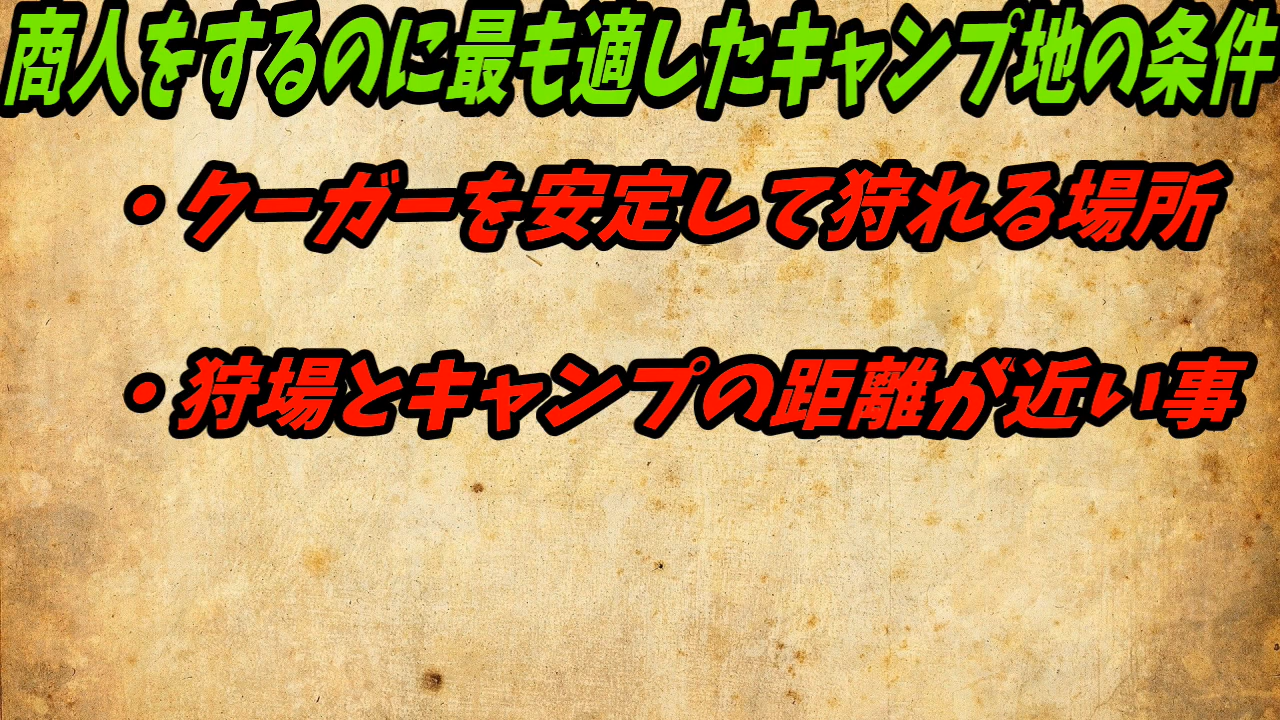 商人をするのに最も適したキャンプ地の条件
・クーガーを安定して狩れる場所
・狩場とキャンプの距離が近い事